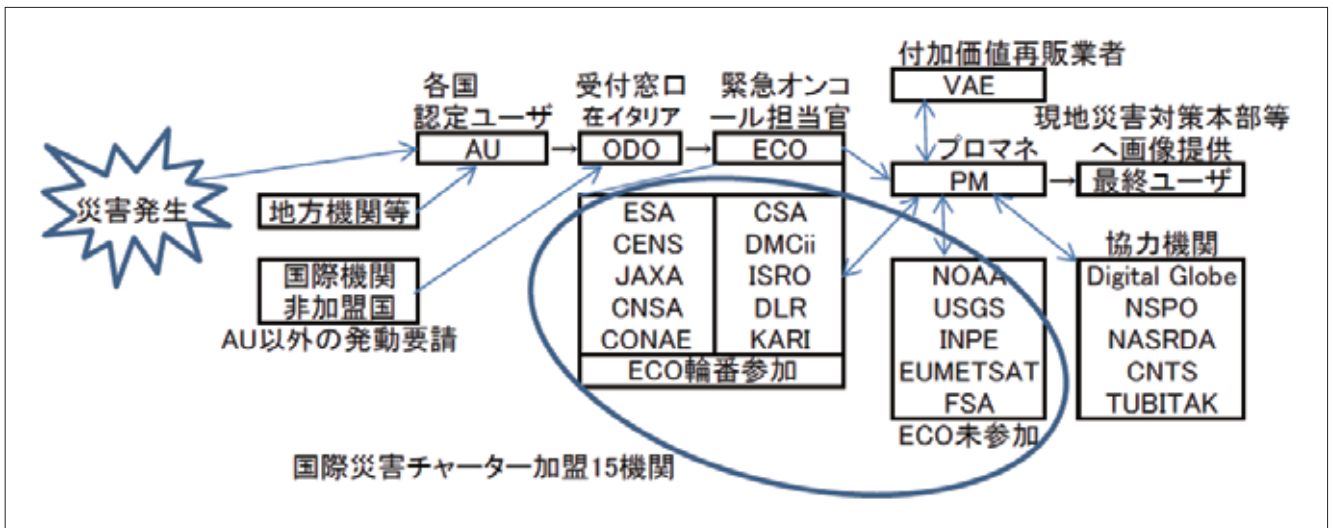 災害発生
各国
認定ユーザ
AU
受付窓口
在イタリア
ODO
緊急オンコ
ール担当官
ECO
付加価値再販業者
VAE
プロマネ
PM
現地災害対策本部等
へ画像提供
最終ユーザ
地方機関等
国際機関
非加盟国
AU以外の発動要請
ESA
CENS
JAXA
CNSA
CONAE
CSA
DMCii
ISRO
DLR
KARI
ECO輪番参加
NOAA
USGS
INPE
EUMETSAT
FSA
ECO未参加
協力機関
Digital Globe
NSPO
NASRDA
CNTS
TUBITAK
国際災害チャーター加盟15機関